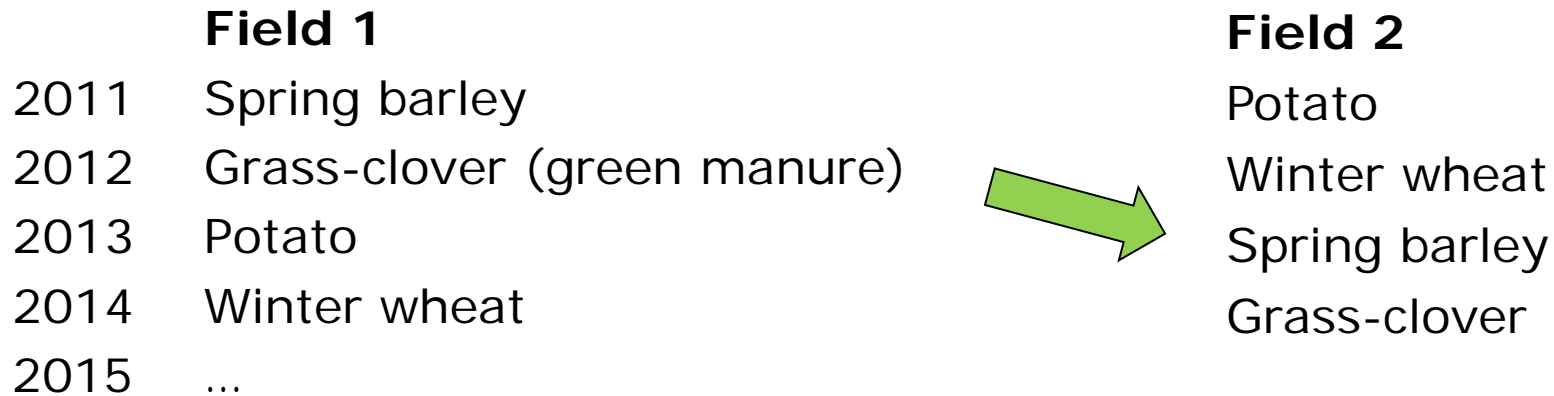 Field 1 Field 2
2011 Spring barley Potato
2012 Grass-clover (green manure) Winter wheat
2013 Potato Spring barley
2014 Winter wheat Grass-clover
2015 ...